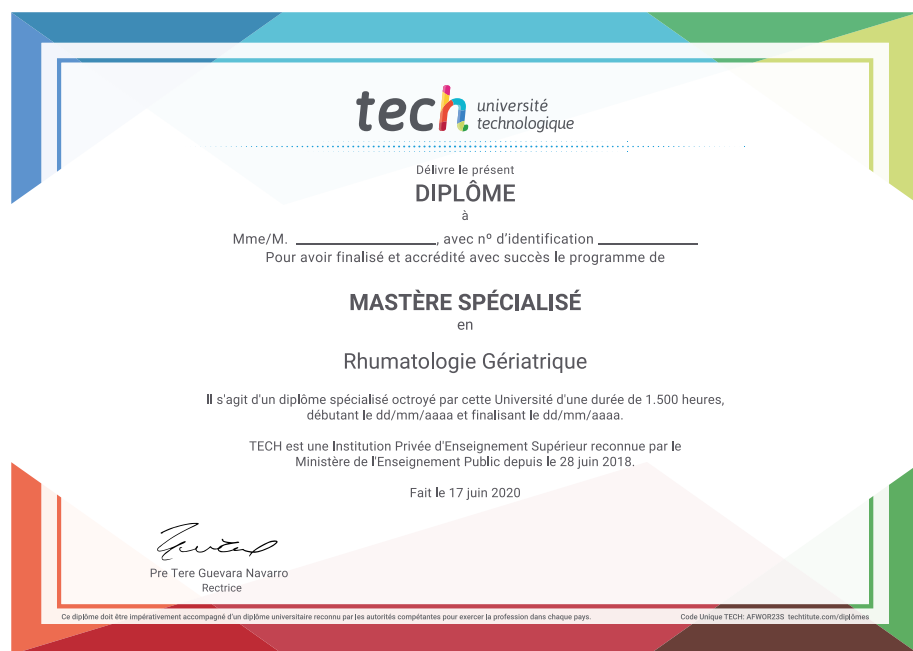 tech université
technologique
Délivre le présent
DIPLÔME
à
Mme/M. ____________, avec nº d'identification ____________
Pour avoir finalisé et accrédité avec succès le programme de
MASTÈRE SPÉCIALISÉ
en
Rhumatologie Gériatrique
Il s'agit d'un diplôme spécialisé octroyé par cette Université d'une durée de 1.500 heures,
débutant le dd/mm/aaaa et finalisant le dd/mm/aaaa.
TECH est une Institution Privée d'Enseignement Supérieur reconnue par le
Ministère de l'Enseignement Public depuis le 28 juin 2018.
Fait le 17 juin 2020
Pre Tere Guevara Navarro
Rectrice
Ce diplôme doit être impérativement accompagné d'un diplôme universitaire reconnu par les autorités compétantes pour exercer la profession dans chaque pays.
Code Unique TECH: AFWOR23S techtitute.com/diplômes